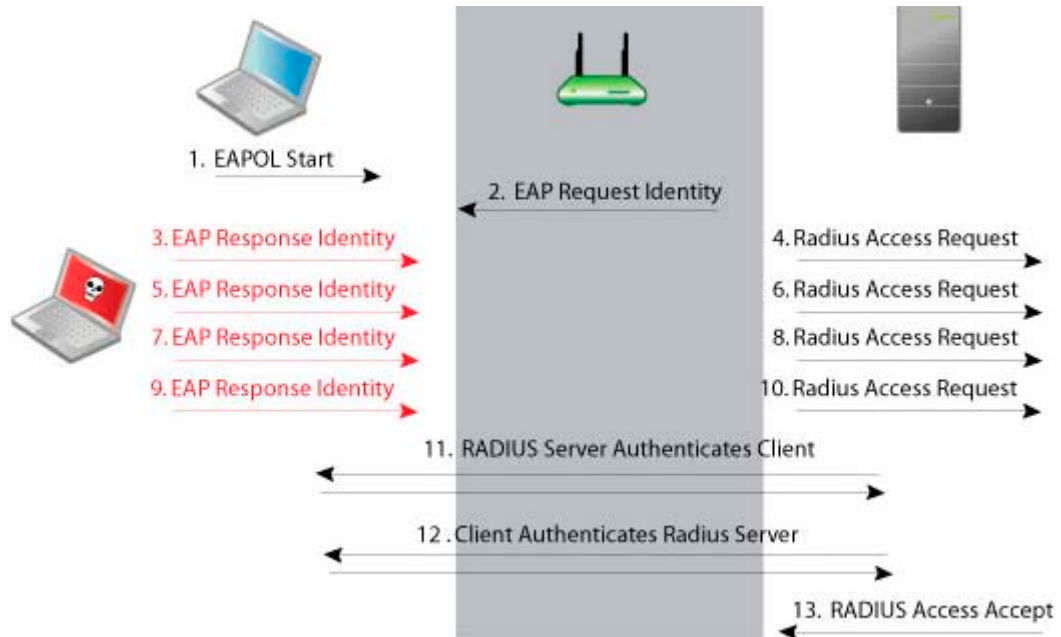 1. EAPOL Start
2. EAP Request Identity
3. EAP Response Identity
4. Radius Access Request
5. EAP Response Identity
6. Radius Access Request
7. EAP Response Identity
8. Radius Access Request
9. EAP Response Identity
10. Radius Access Request
11. RADIUS Server Authenticates Client
12 . Client Authenticates Radius Server
13. RADIUS Access Accept